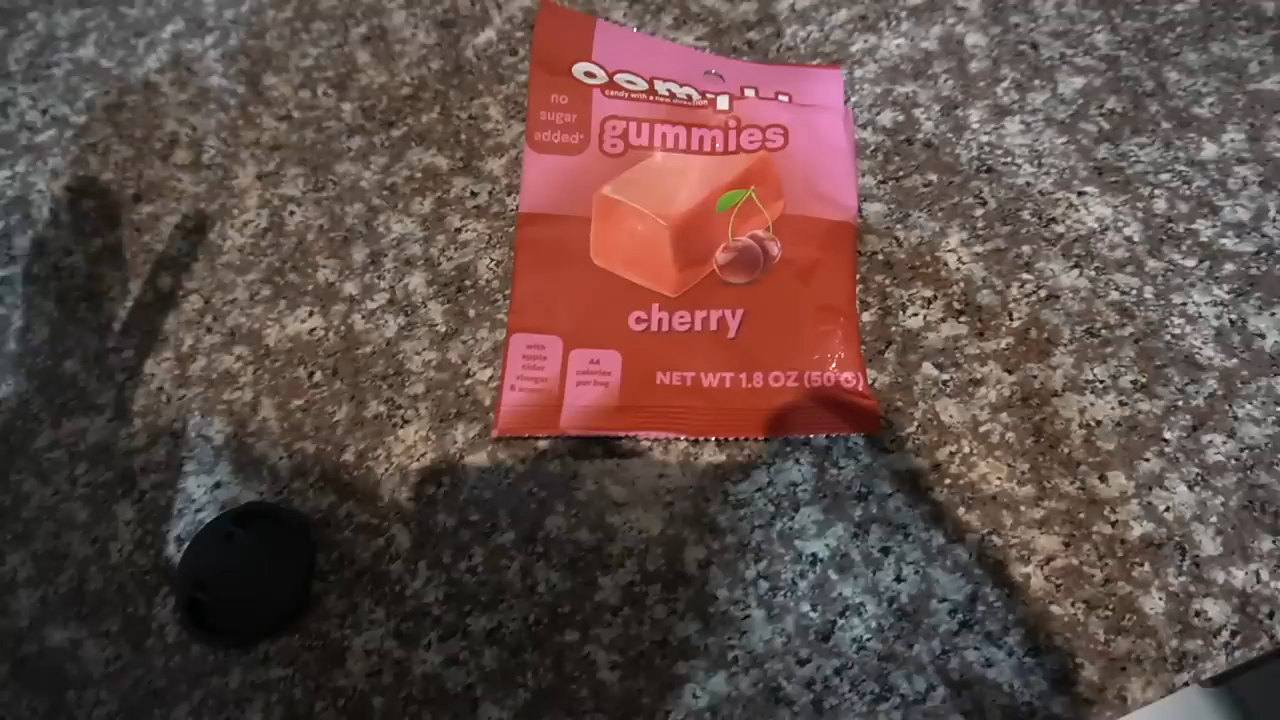 candy with a new direction
no
sugar
added*
gummies
cherry
with
apple
cider
vinegar
&
44
calories
per bag
NET WT 1.8 OZ (50 G)